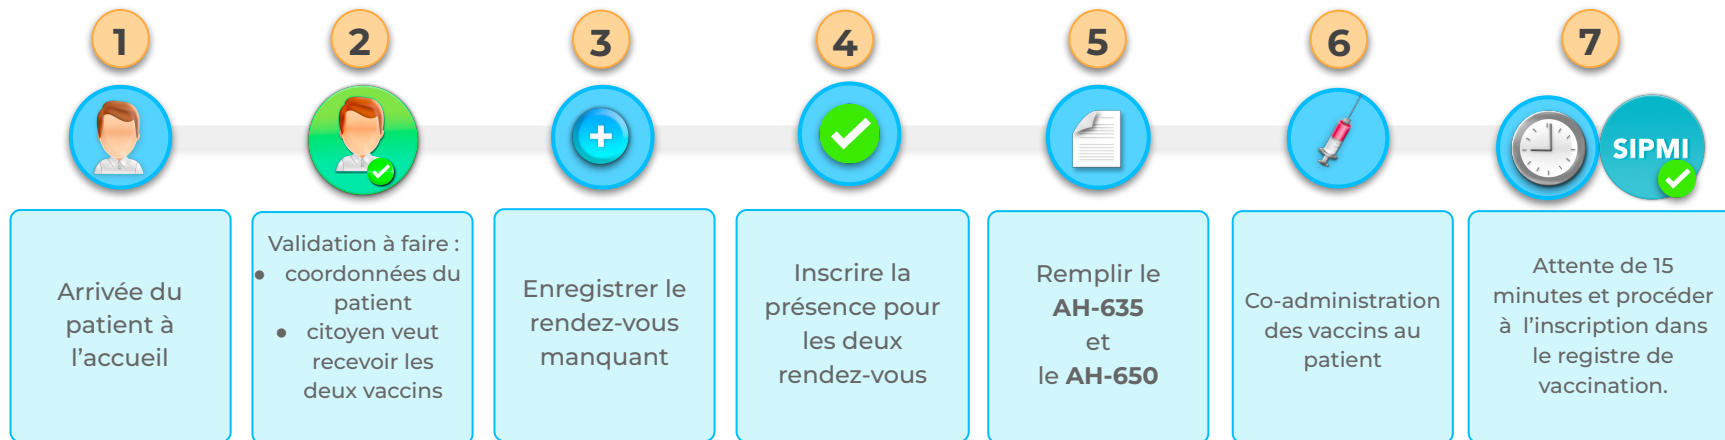 1
Arrivée du
patient à
l'accueil
2
Validation à faire :
● coordonnées du
patient
● citoyen veut
recevoir les
deux vaccins
3
Enregistrer le
rendez-vous
manquant
4
Inscrire la
présence pour
les deux
rendez-vous
5
Remplir le
AH-635
et
le AH-650
6
Co-administration
des vaccins au
patient
7
SIPMI
Attente de 15
minutes et procéder
à l'inscription dans
le registre de
vaccination.